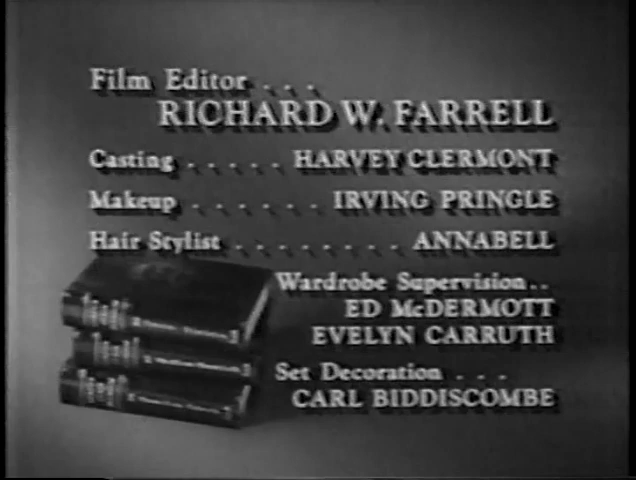 Film Editor . . .
RICHARD W. FARRELL
Casting . . . . . HARVEY CLERMONT
Makeup . . . . . . IRVING PRINGLE
Hair Stylist . . . . . . . . ANNABELL
Wardrobe Supervision..
ED McDERMOTT
EVELYN CARRUTH
Set Decoration . . .
CARL BIDDISCOMBE